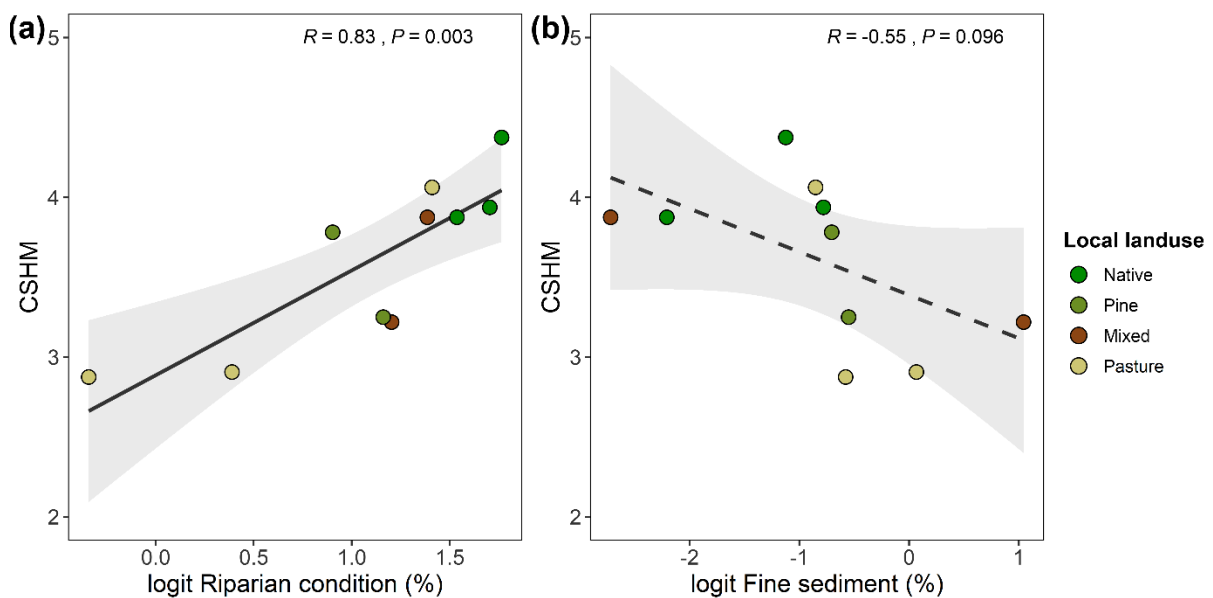 (a)
R = 0.83 , P = 0.003
5
4
3
2
CSHM
0.0 0.5 1.0 1.5
logit Riparian condition (%)
(b)
R = -0.55 , P = 0.096
5
4
3
2
CSHM
-2 -1 0 1
logit Fine sediment (%)
Local landuse
Native
Pine
Mixed
Pasture